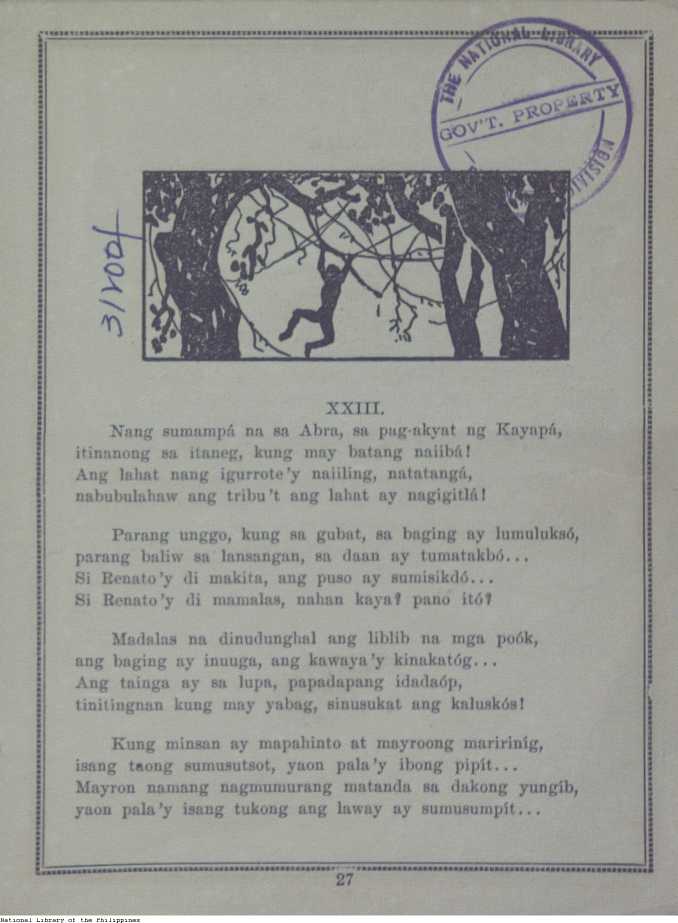 THE NATIONAL LIBRARY
GOV'T. PROPERTY
XXIII.
Nang sumampá na sa Abra, sa pag-akyat ng Kayapá,
itinanong sa itaneg, kung may batang naiibá!
Ang lahat nang igurrote'y naiiling, natatangá,
nabubulahaw ang tribu't ang lahat ay nagigitlá!
Parang unggo, kung sa gubat, sa baging ay lumuluksó,
parang baliw sa lansangan, sa daan ay tumatakbó...
Si Renato'y di makita, ang puso ay sumisikdó...
Si Renato'y di mamalas, nahan kaya? pano itó?
Madalas na dinudunghal ang liblib na mga poók,
ang baging ay inuuga, ang kawaya'y kinakatóg...
Ang tainga ay sa lupa, papadapang idadaóp,
tinitingnan kung may yabag, sinusukat ang kaluskós!
Kung minsan ay mapahinto at mayroong maririnig,
isang taong sumusutsot, yaon pala'y ibong pipít...
Mayron namang nagmumurang matanda sa dakong yungíb,
yaon pala'y isang tukong ang laway ay sumusumpít...
27
National Library of the Philippines